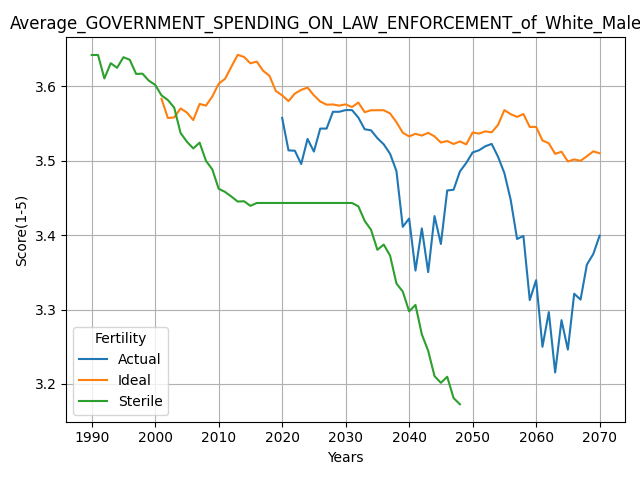 Average_GOVERNMENT_SPENDING_ON_LAW_ENFORCEMENT_of_White_Male
Score(1-5)
3.6
3.5
3.4
3.3
3.2
Fertility
Actual
Ideal
Sterile
1990 2000 2010 2020 2030 2040 2050 2060 2070
Years